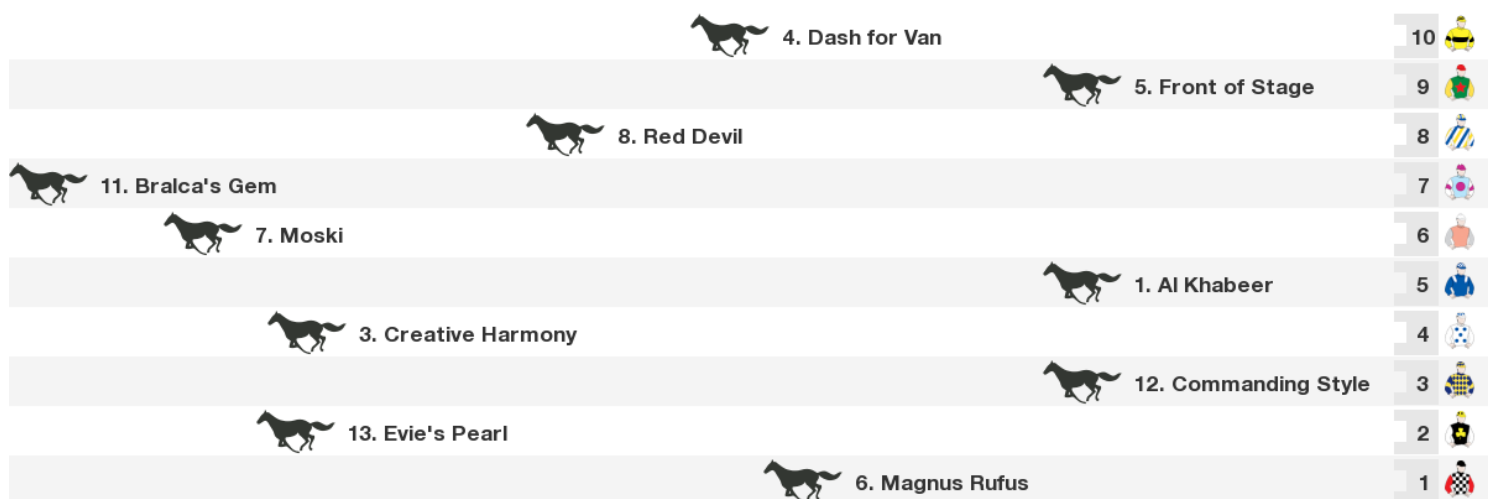 4. Dash for Van 10
5. Front of Stage 9
8. Red Devil 8
11. Bralca's Gem 7
7. Moski 6
1. Al Khabeer 5
3. Creative Harmony 4
12. Commanding Style 3
13. Evie's Pearl 2
6. Magnus Rufus 1